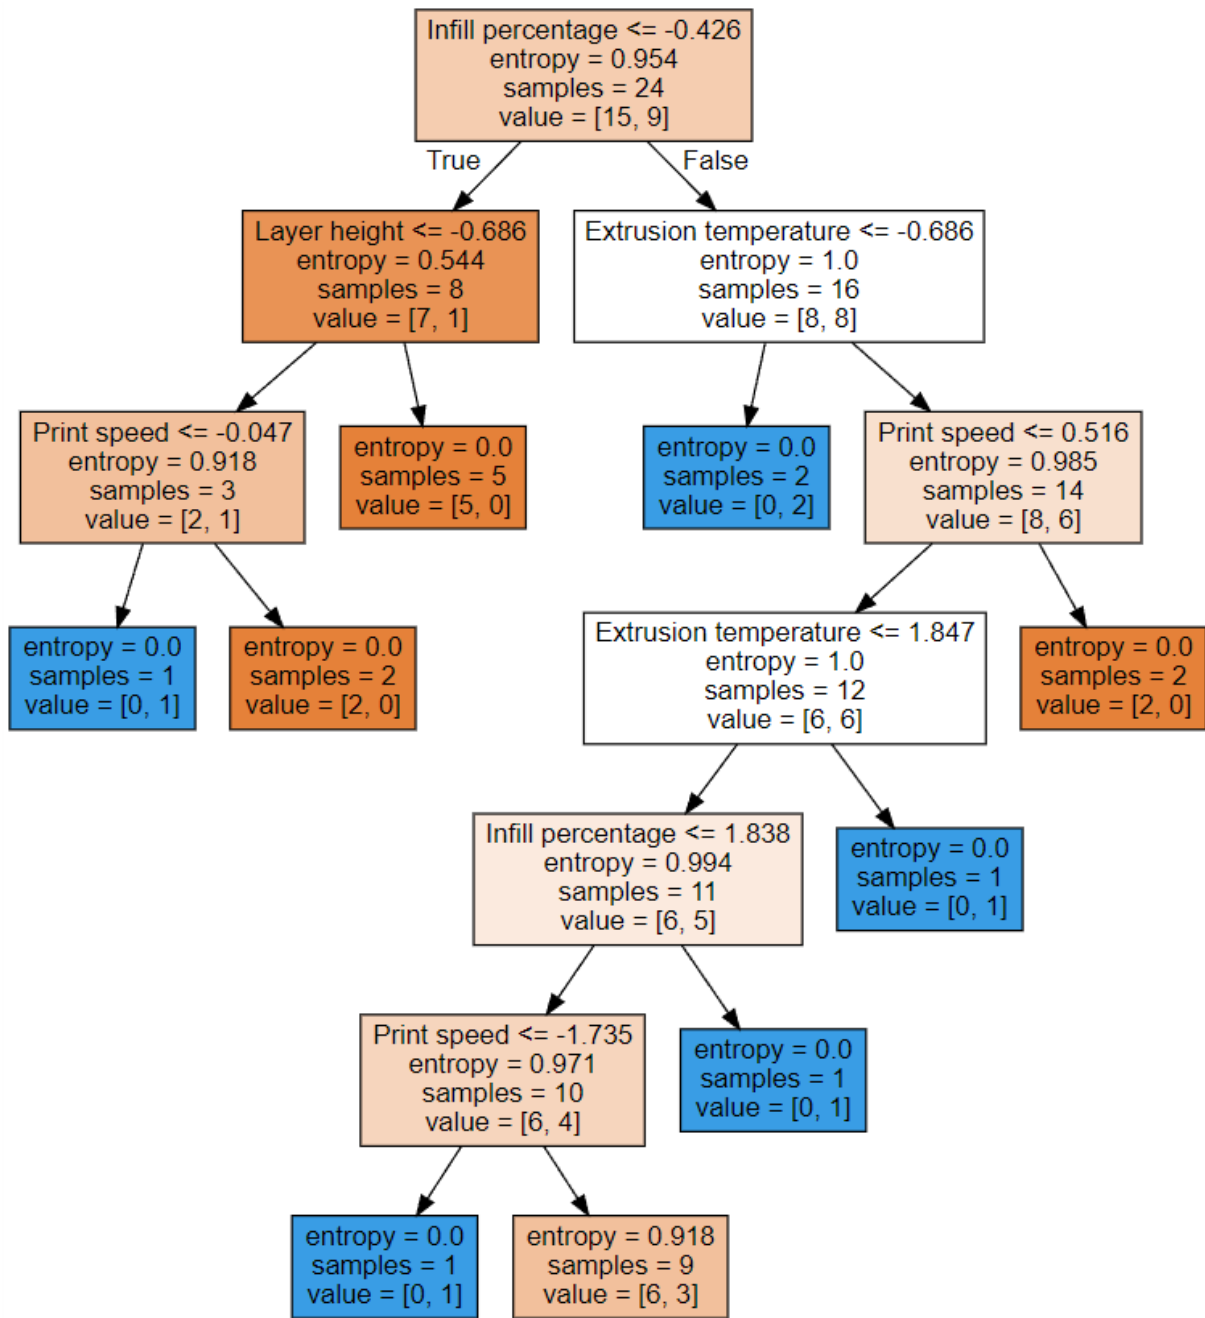 Infill percentage <= -0.426
entropy = 0.954
samples = 24
value = [15, 9]
True
False
Layer height <= -0.686
entropy = 0.544
samples = 8
value = [7, 1]
Extrusion temperature <= -0.686
entropy = 1.0
samples = 16
value = [8, 8]
Print speed <= -0.047
entropy = 0.918
samples = 3
value = [2, 1]
entropy = 0.0
samples = 5
value = [5, 0]
entropy = 0.0
samples = 2
value = [0, 2]
Print speed <= 0.516
entropy = 0.985
samples = 14
value = [8, 6]
entropy = 0.0
samples = 1
value = [0, 1]
entropy = 0.0
samples = 2
value = [2, 0]
Extrusion temperature <= 1.847
entropy = 1.0
samples = 12
value = [6, 6]
entropy = 0.0
samples = 2
value = [2, 0]
Infill percentage <= 1.838
entropy = 0.994
samples = 11
value = [6, 5]
entropy = 0.0
samples = 1
value = [0, 1]
Print speed <= -1.735
entropy = 0.971
samples = 10
value = [6, 4]
entropy = 0.0
samples = 1
value = [0, 1]
entropy = 0.0
samples = 1
value = [0, 1]
entropy = 0.918
samples = 9
value = [6, 3]